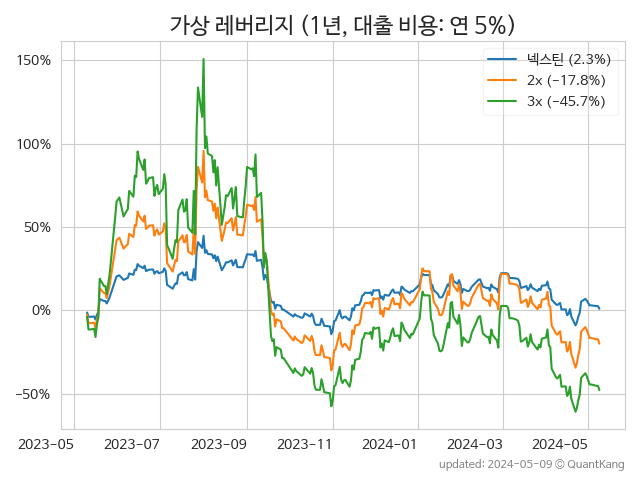 가상 레버리지 (1년, 대출 비용: 연 5%)
넥스틴 (2.3%)
2x (−17.8%)
3x (−45.7%)
150%
100%
50%
0%
−50%
2023-05 2023-07 2023-09 2023-11 2024-01 2024-03 2024-05
updated: 2024-05-09 © QuantKang